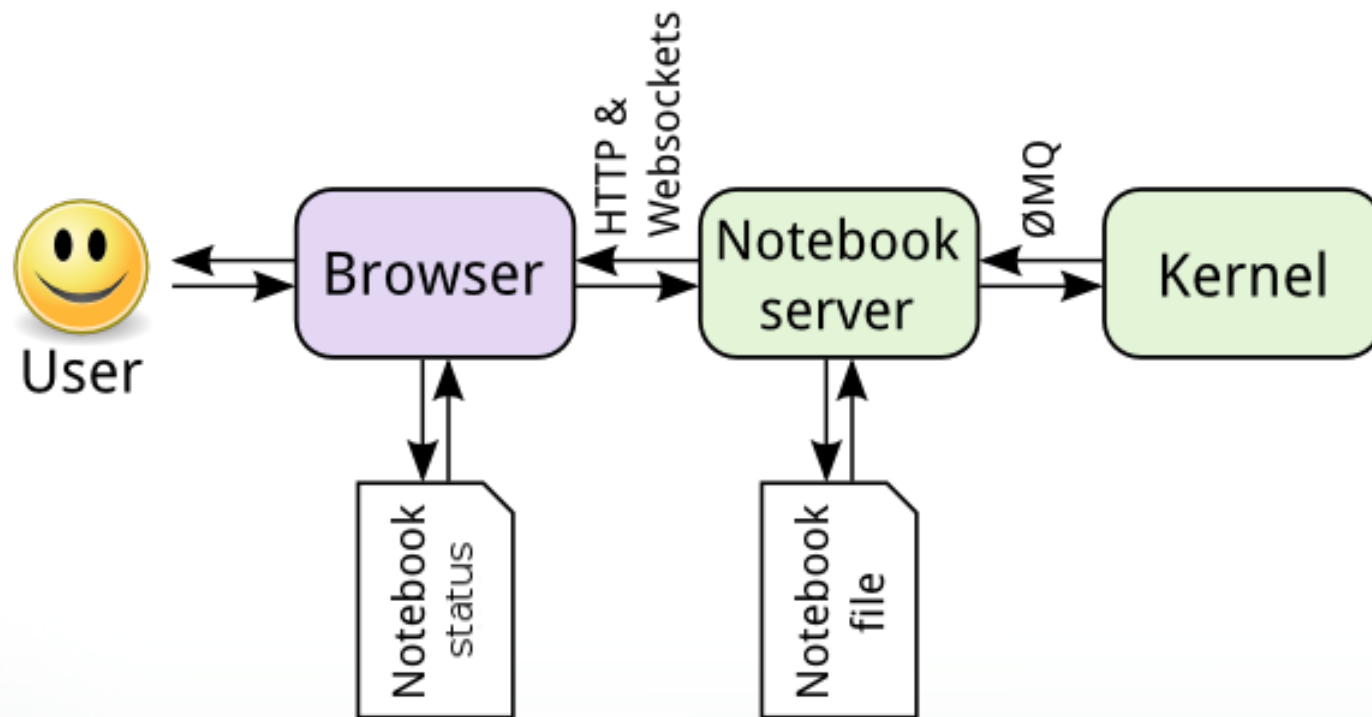 User
Browser
HTTP &
Websockets
Notebook
server
ØMQ
Kernel
Notebook
status
Notebook
file